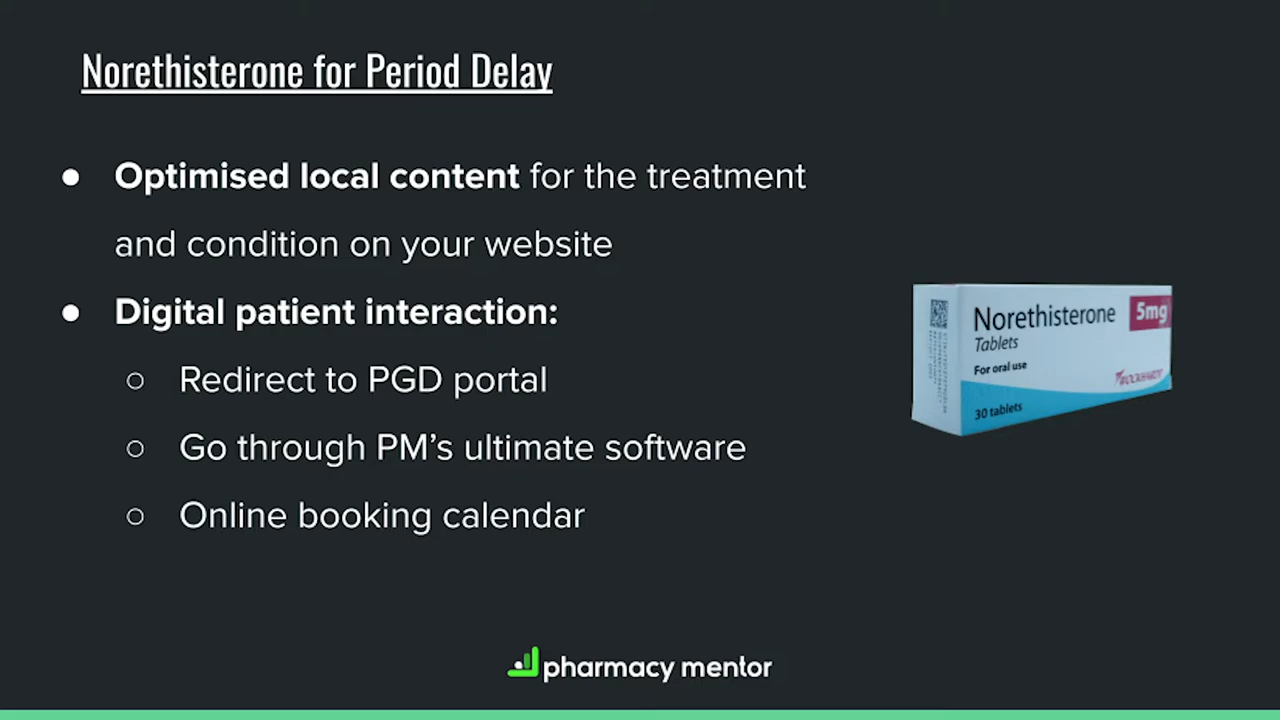 Norethisterone for Period Delay
● Optimised local content for the treatment
and condition on your website
● Digital patient interaction:
○ Redirect to PGD portal
○ Go through PM’s ultimate software
○ Online booking calendar
Norethisterone 5mg
Tablets
For oral use
WOCKHARDT
30 tablets
pharmacy mentor